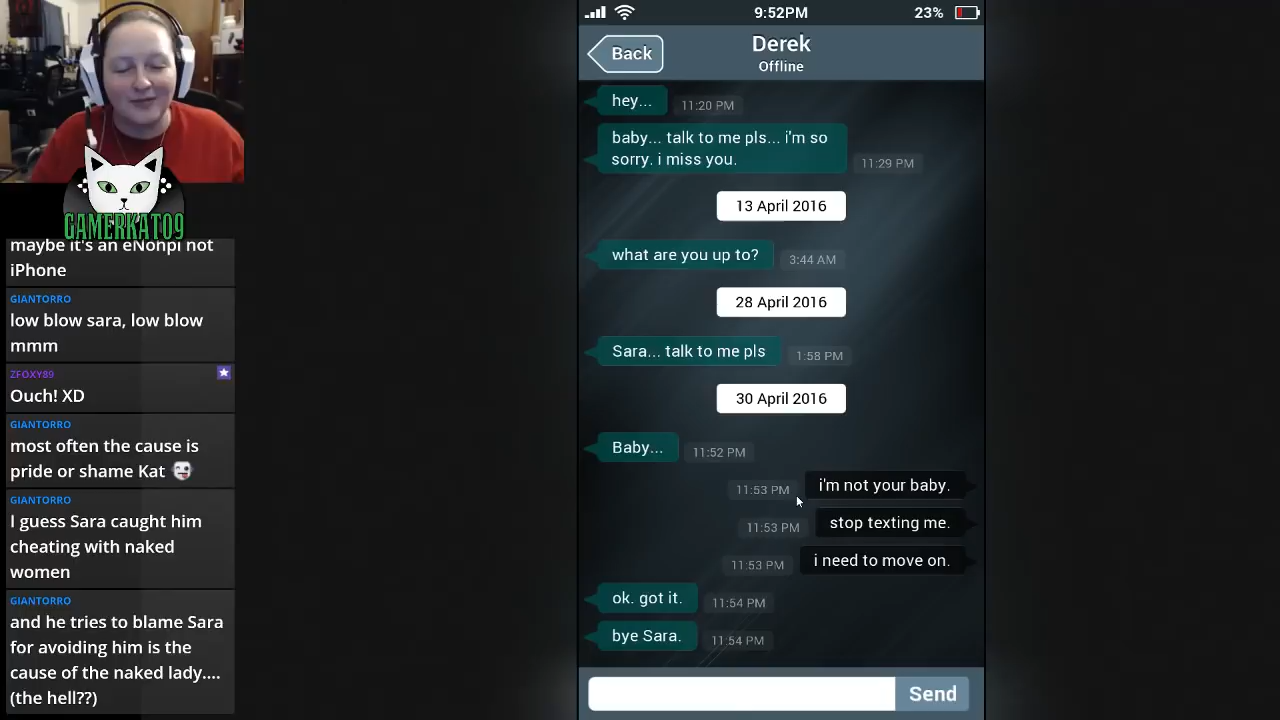 9:52PM
23%
Back
Derek
Offline
hey...
11:20 PM
baby... talk to me pls... i'm so
sorry. i miss you.
11:29 PM
13 April 2016
what are you up to?
3:44 AM
28 April 2016
Sara... talk to me pls
1:58 PM
30 April 2016
Baby...
11:52 PM
11:53 PM
i'm not your baby.
11:53 PM
stop texting me.
11:53 PM
i need to move on.
ok. got it.
11:54 PM
bye Sara.
11:54 PM
Send
GAMERKAT09
maybe it's an eNohpi not
iPhone
GIANTORRO
low blow sara, low blow
mmm
ZFOXY89
Ouch! XD
GIANTORRO
most often the cause is
pride or shame Kat
GIANTORRO
I guess Sara caught him
cheating with naked
women
GIANTORRO
and he tries to blame Sara
for avoiding him is the
cause of the naked lady....
(the hell??)